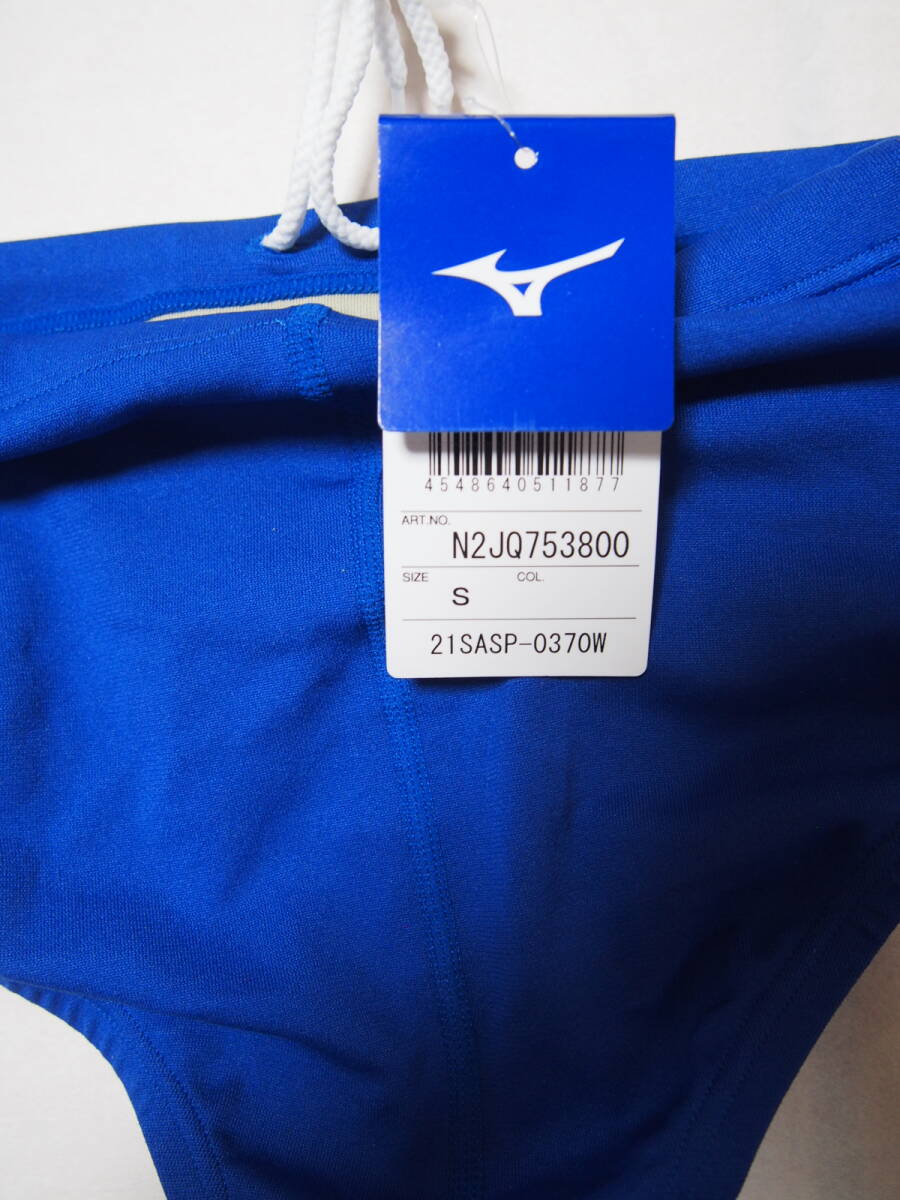 4548640511877
ART.NO.
N2JQ753800
SIZE COL.
S
21SASP-0370W